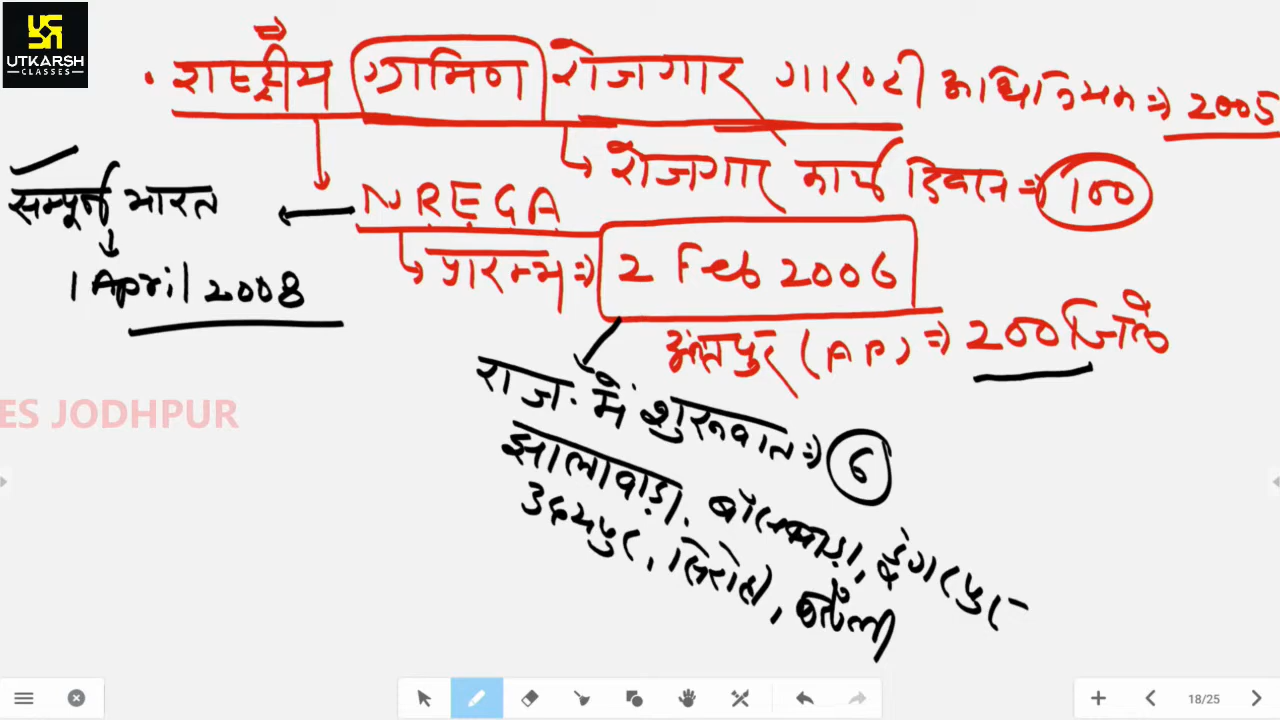 UTKARSH
CLASSES
राष्ट्रीय ग्रामिण रोजगार गारण्टी अधिनियम ⇒ 2005
रोजगार कार्य दिवस ⇒ 100
सम्पूर्ण भारत
NREGA
1 April 2008
प्रारम्भ ⇒ 2 Feb 2006
अनंतपुर (AP) ⇒ 200 जिले
राज. में शुरूवात ⇒ 6
ES JODHPUR
झालावाड़, बाँसवाड़ा, डूंगरपुर
उदयपुर, सिरोही, करौली
18/25